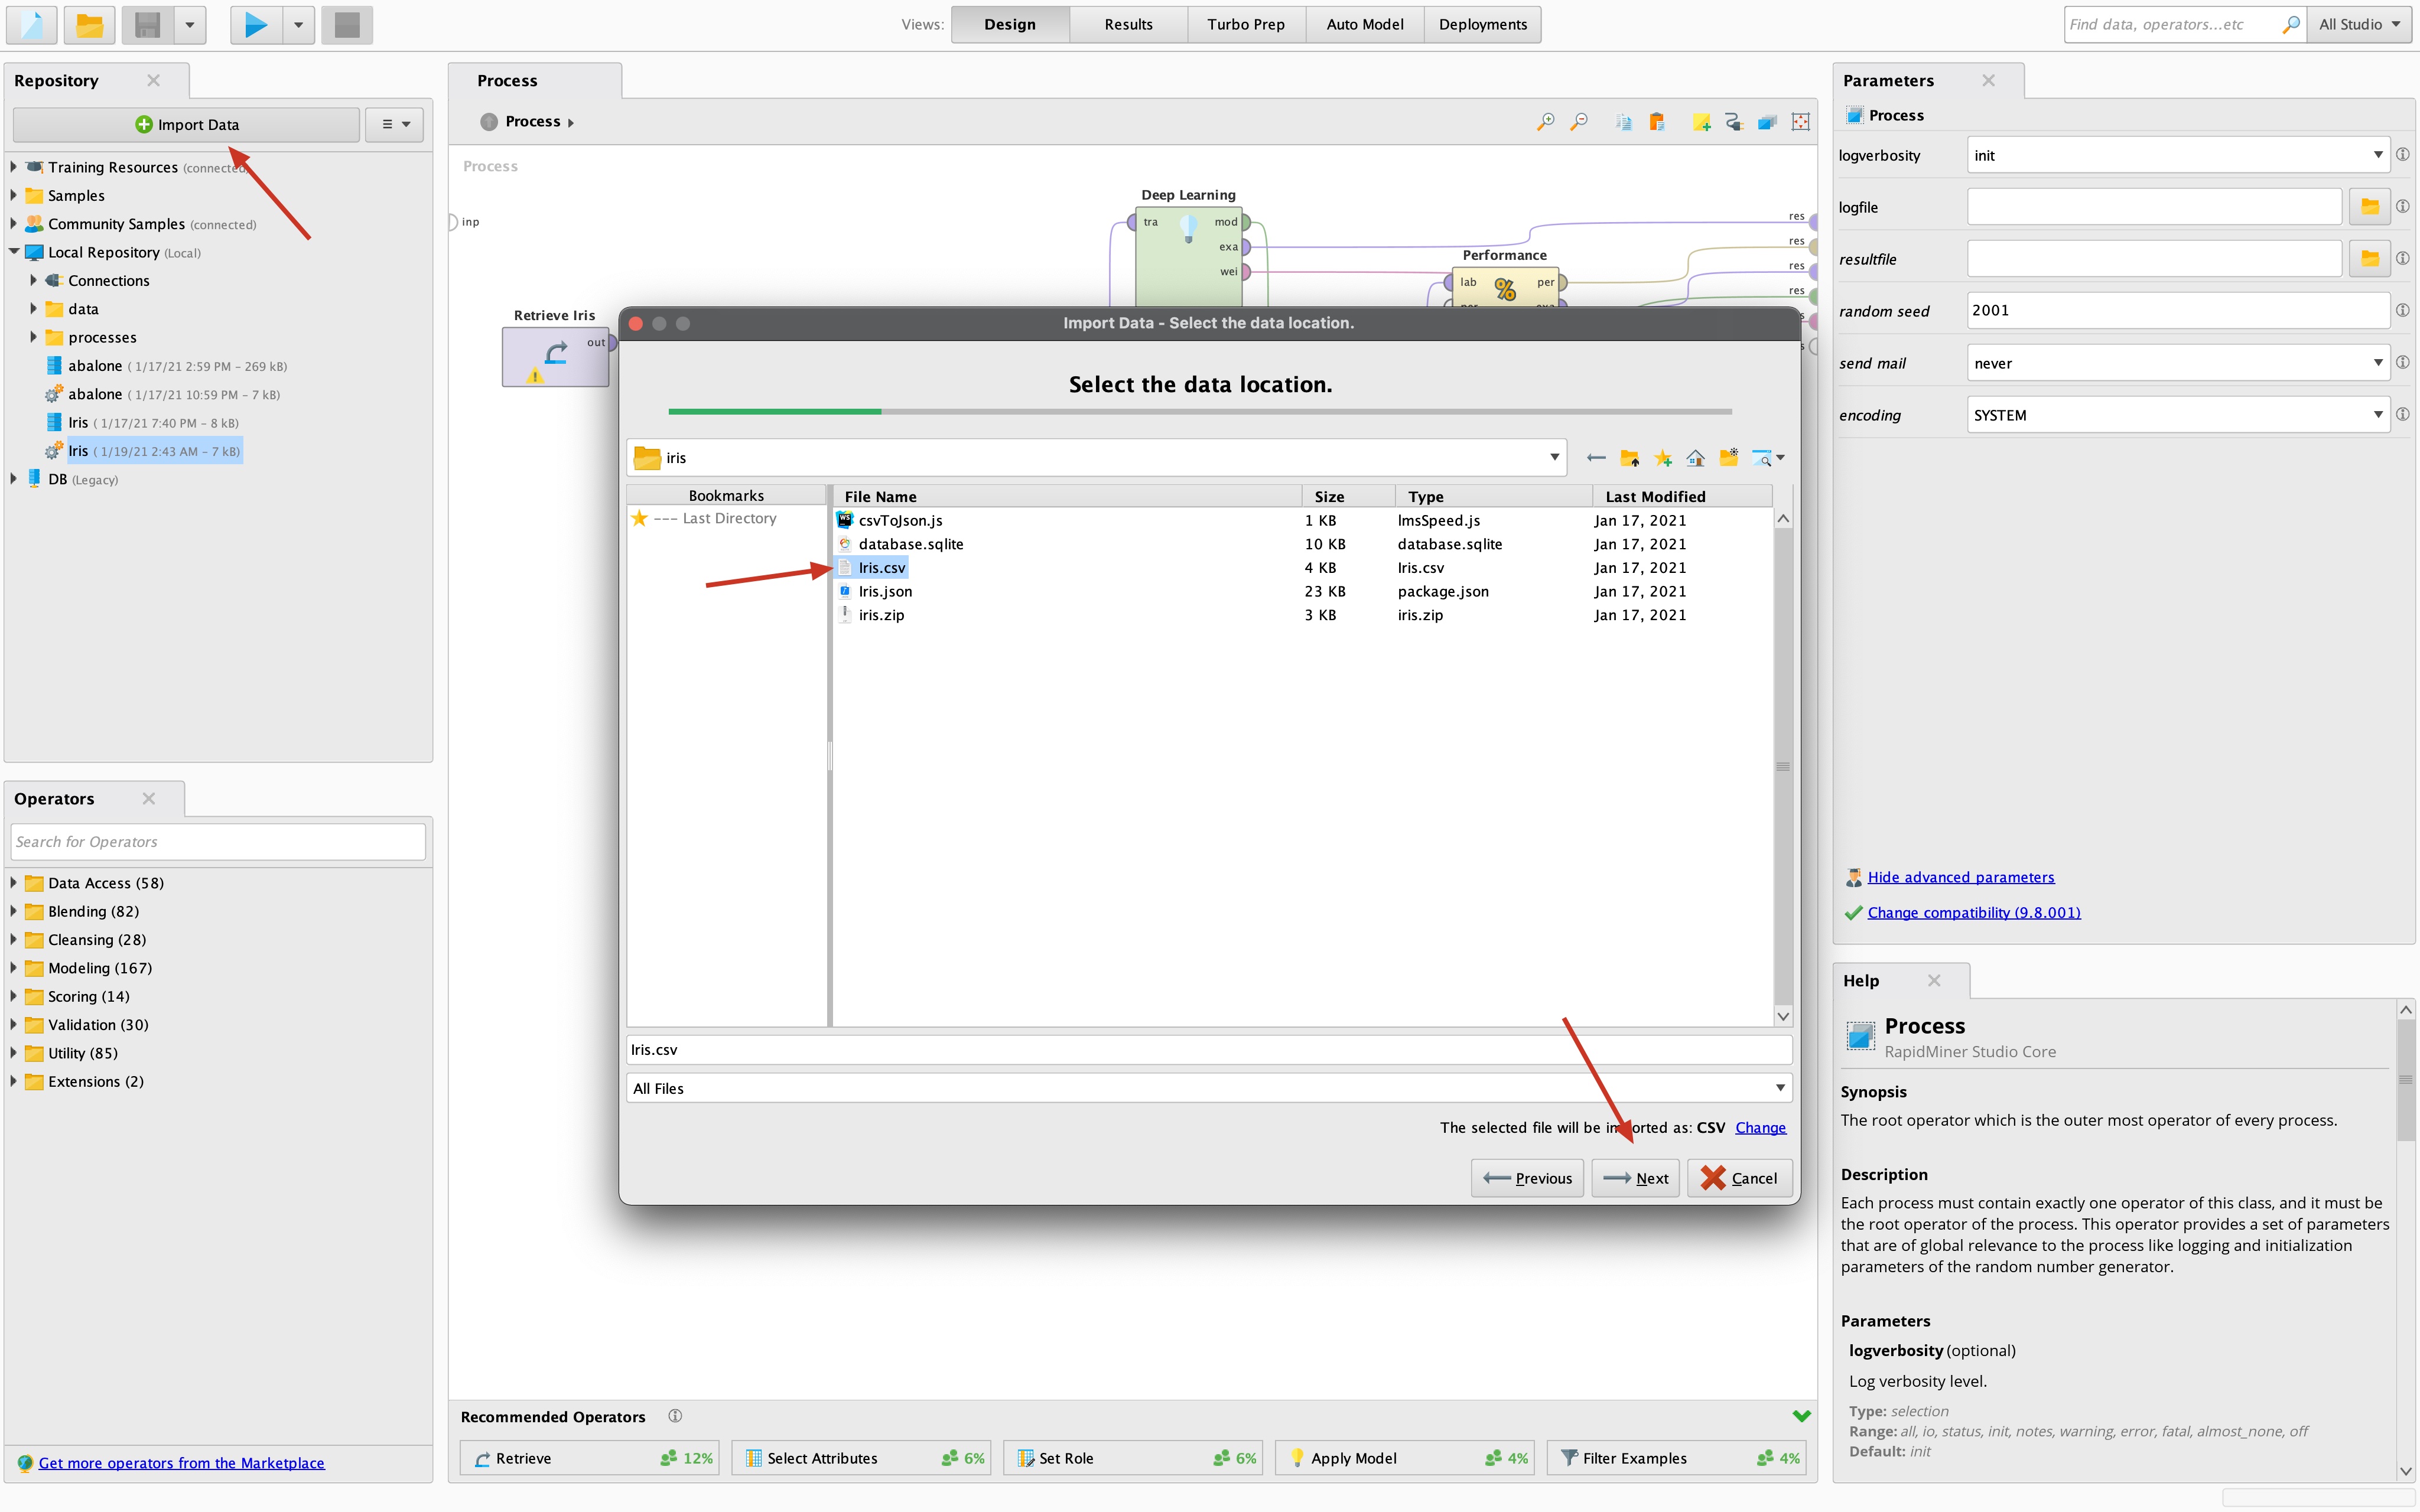 Views: Design Results Turbo Prep Auto Model Deployments
Find data, operators...etc
All Studio
Repository
Import Data
Training Resources (connected)
Samples
Community Samples (connected)
Local Repository (Local)
Connections
data
processes
abalone ( 1/17/21 2:59 PM – 269 kB)
abalone ( 1/17/21 10:59 PM – 7 kB)
Iris ( 1/17/21 7:40 PM – 8 kB)
Iris ( 1/19/21 2:43 AM – 7 kB)
DB (Legacy)
Operators
Search for Operators
Data Access (58)
Blending (82)
Cleansing (28)
Modeling (167)
Scoring (14)
Validation (30)
Utility (85)
Extensions (2)
Get more operators from the Marketplace
Process
Process
Process
inp
Retrieve Iris
out
Deep Learning
tra mod
exa
wei
Performance
lab per
res
res
res
res
Import Data - Select the data location.
Select the data location.
iris
Bookmarks
--- Last Directory
File Name Size Type Last Modified
csvToJson.js 1 KB lmsSpeed.js Jan 17, 2021
database.sqlite 10 KB database.sqlite Jan 17, 2021
Iris.csv 4 KB Iris.csv Jan 17, 2021
Iris.json 23 KB package.json Jan 17, 2021
iris.zip 3 KB iris.zip Jan 17, 2021
Iris.csv
All Files
The selected file will be imported as: CSV Change
Previous Next Cancel
Recommended Operators
Retrieve 12%
Select Attributes 6%
Set Role 6%
Apply Model 4%
Filter Examples 4%
Parameters
Process
logverbosity init
logfile
resultfile
random seed 2001
send mail never
encoding SYSTEM
Hide advanced parameters
Change compatibility (9.8.001)
Help
Process
RapidMiner Studio Core
Synopsis
The root operator which is the outer most operator of every process.
Description
Each process must contain exactly one operator of this class, and it must be
the root operator of the process. This operator provides a set of parameters
that are of global relevance to the process like logging and initialization
parameters of the random number generator.
Parameters
logverbosity (optional)
Log verbosity level.
Type: selection
Range: all, io, status, init, notes, warning, error, fatal, almost_none, off
Default: init